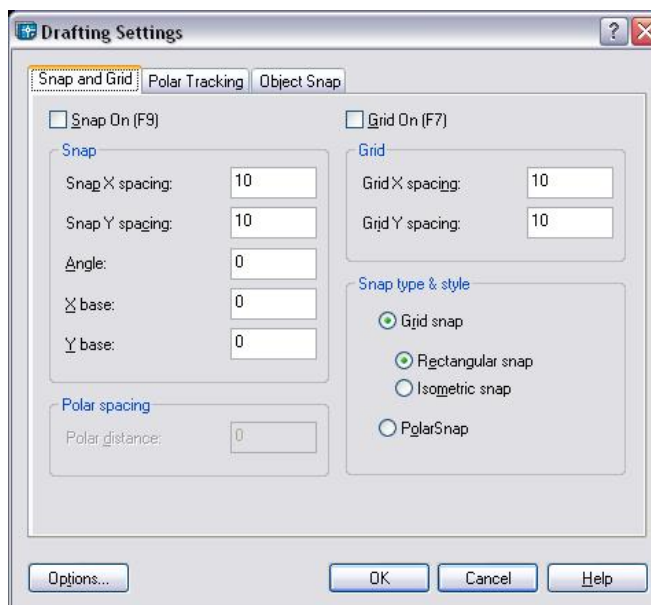 Drafting Settings
Snap and Grid Polar Tracking Object Snap
Snap On (F9)
Snap
Snap X spacing: 10
Snap Y spacing: 10
Angle: 0
X base: 0
Y base: 0
Polar spacing
Polar distance: 0
Grid On (F7)
Grid
Grid X spacing: 10
Grid Y spacing: 10
Snap type & style
Grid snap
Rectangular snap
Isometric snap
PolarSnap
Options... OK Cancel Help